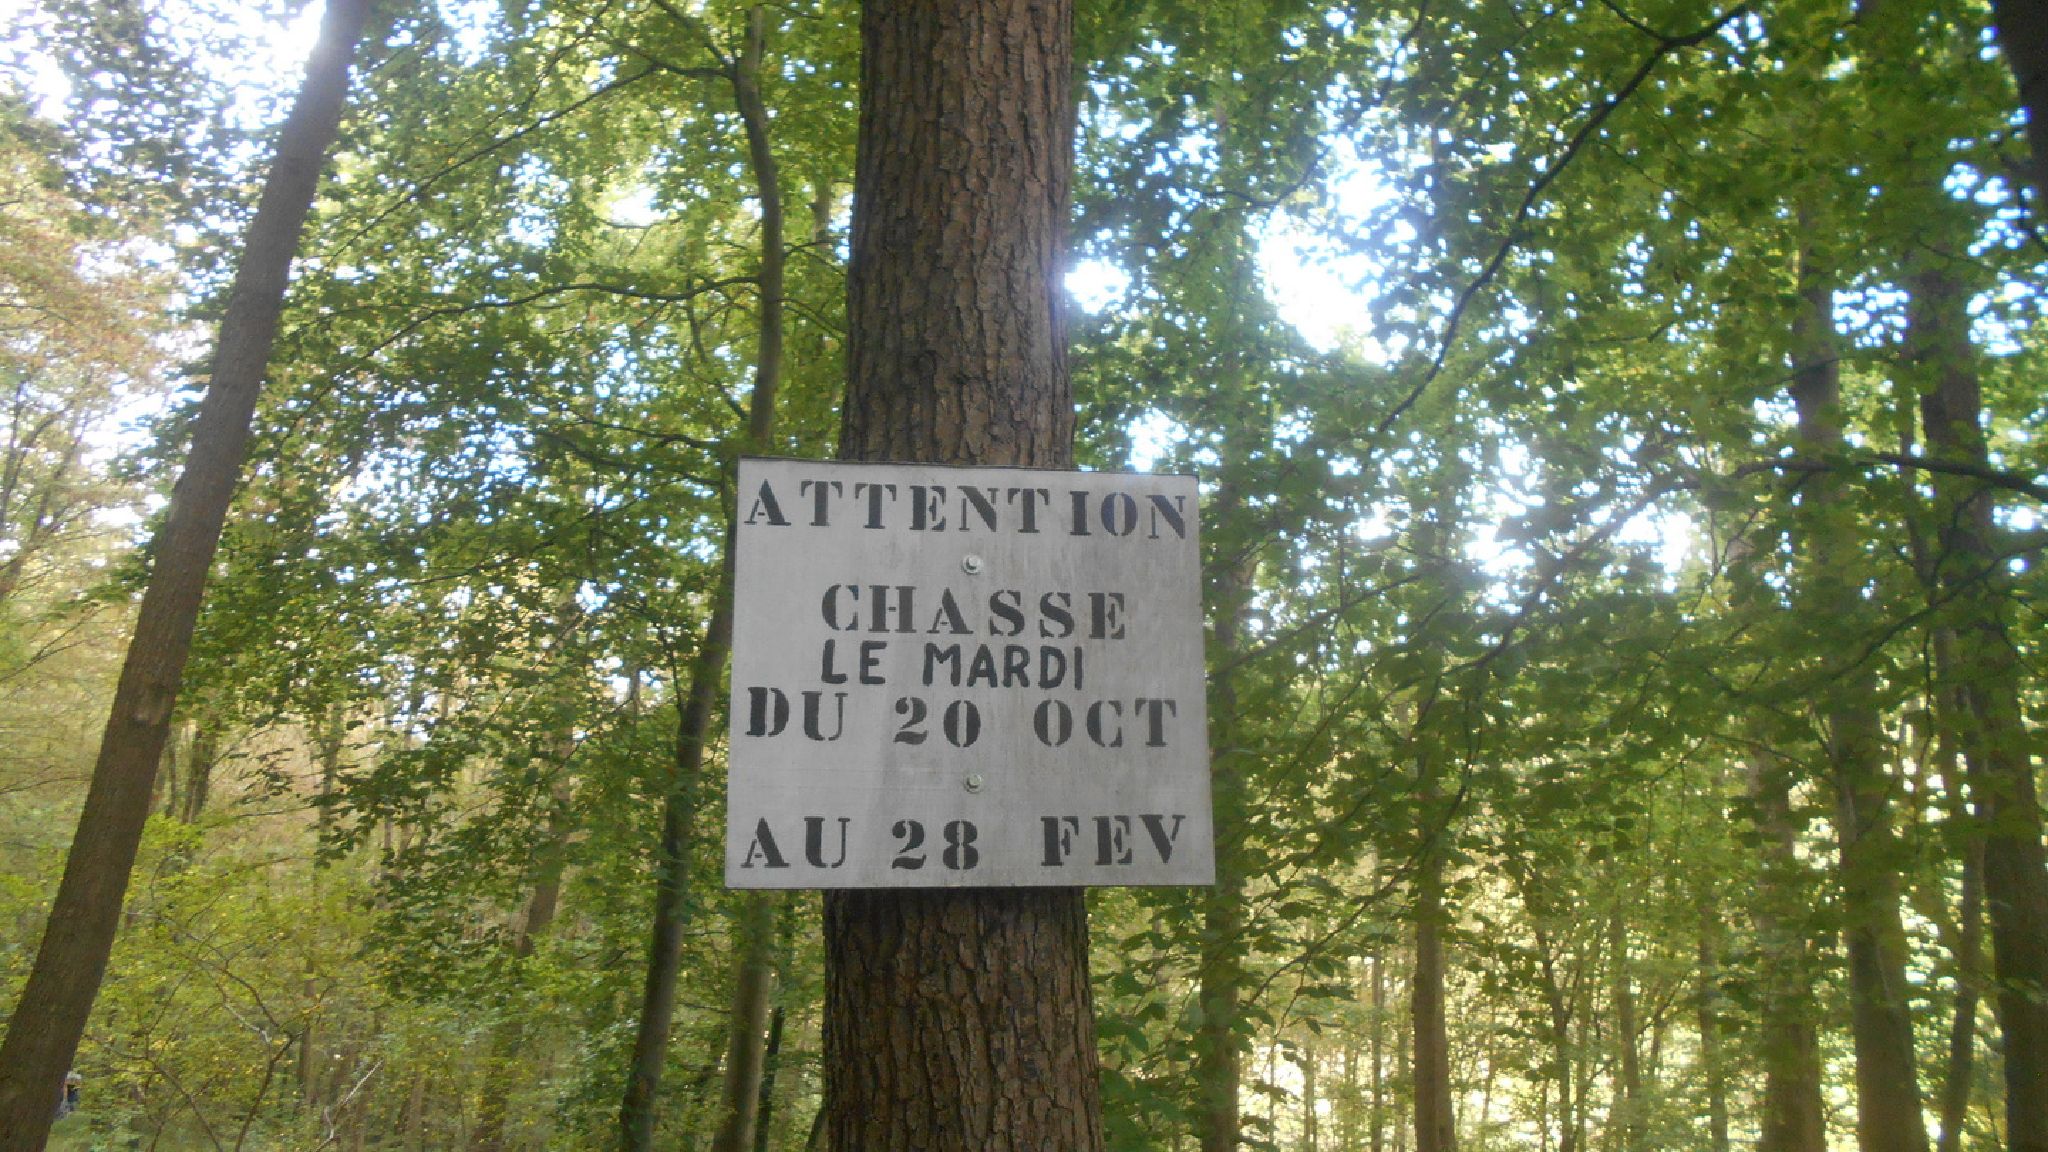 ATTENTION
CHASSE
LE MARDI
DU 20 OCT
AU 28 FEV